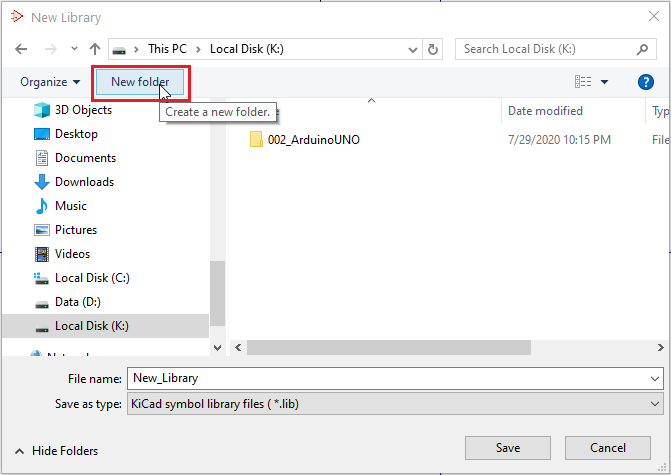 New Library
This PC > Local Disk (K:)
Search Local Disk (K:)
Organize
New folder
Create a new folder.
Date modified
3D Objects
Desktop
Documents
Downloads
Music
Pictures
Videos
Local Disk (C:)
Data (D:)
Local Disk (K:)
002_ArduinoUNO
7/29/2020 10:15 PM
File name:
New_Library
Save as type:
KiCad symbol library files ( *.lib)
Hide Folders
Save
Cancel